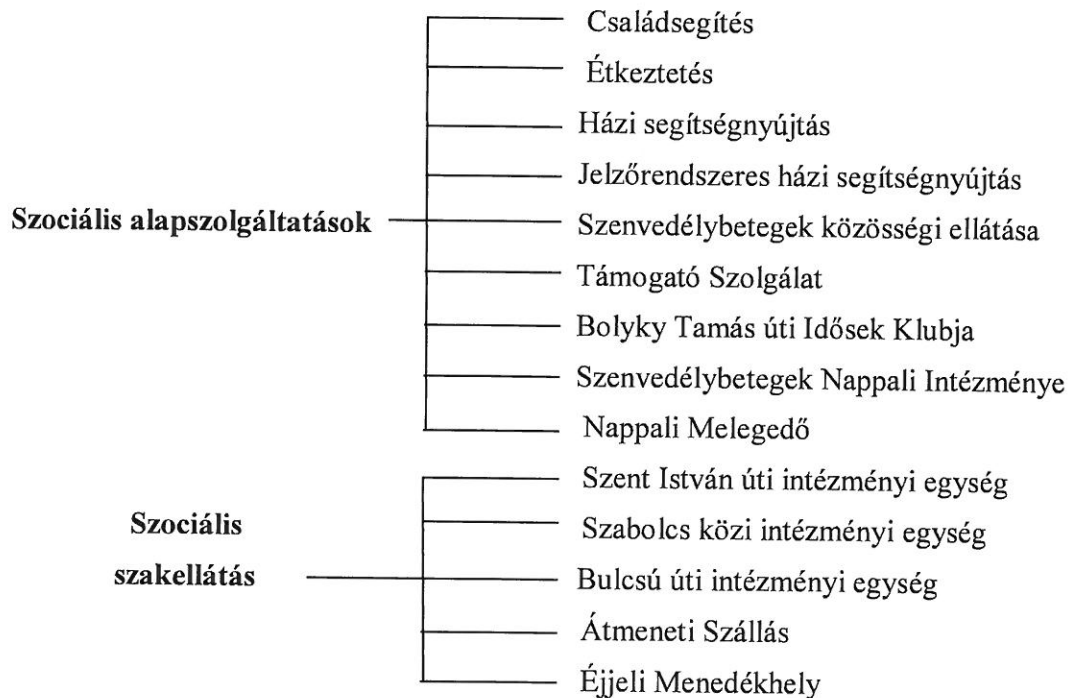 Családsegítés
Étkeztetés
Házi segítségnyújtás
Jelzőrendszeres házi segítségnyújtás
Szociális alapszolgáltatások
Szenvedélybetegek közösségi ellátása
Támogató Szolgálat
Bolyky Tamás úti Idősek Klubja
Szenvedélybetegek Nappali Intézménye
Nappali Melegedő
Szent István úti intézményi egység
Szociális
Szabolcs közi intézményi egység
szakellátás
Bulcsú úti intézményi egység
Átmeneti Szállás
Éjjeli Menedékhely